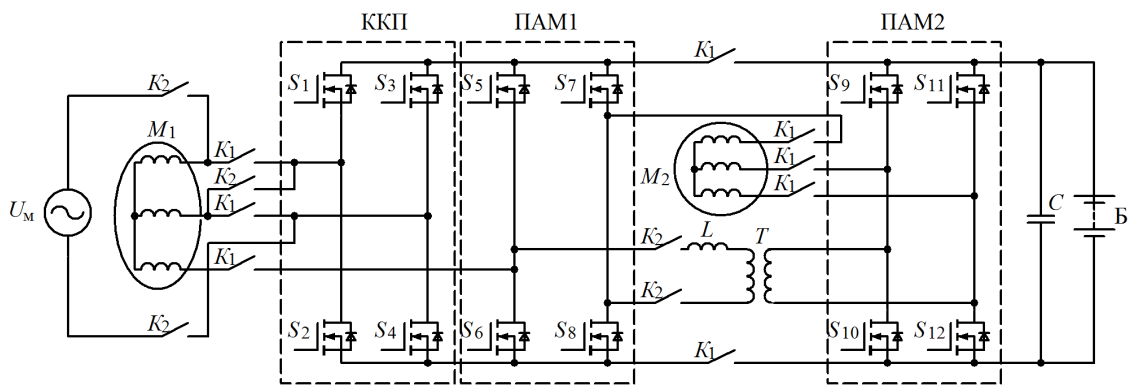 ККП ПАМ1 ПАМ2
K1
K2 S1 S3 S5 S7 S9 S11
M1
K1 K1
K2 M2 K1 C
Uм K1 K1 Б
K2 L T
K1
K2
K2 S2 S4 S6 S8 S10 S12
K1